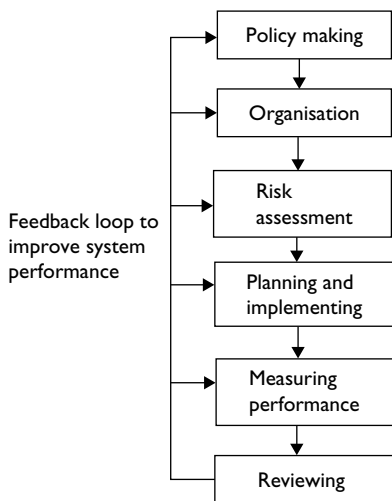 Policy making
Organisation
Risk
assessment
Feedback loop to
improve system
performance
Planning and
implementing
Measuring
performance
Reviewing